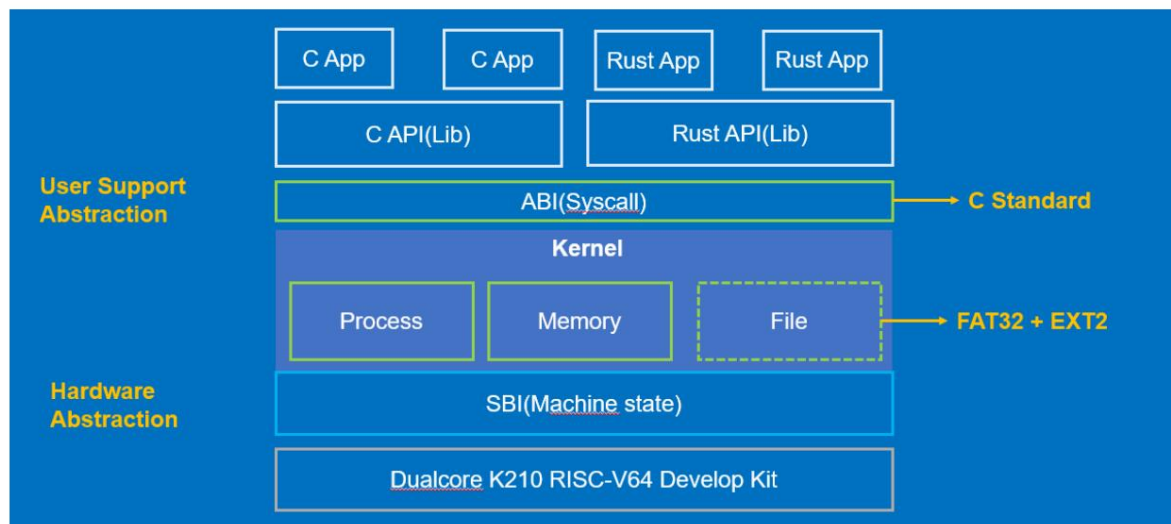 C App
C App
Rust App
Rust App
C API(Lib)
Rust API(Lib)
User Support
Abstraction
ABI(Syscall)
C Standard
Kernel
Process
Memory
File
FAT32 + EXT2
Hardware
Abstraction
SBI(Machine state)
Dualcore K210 RISC-V64 Develop Kit